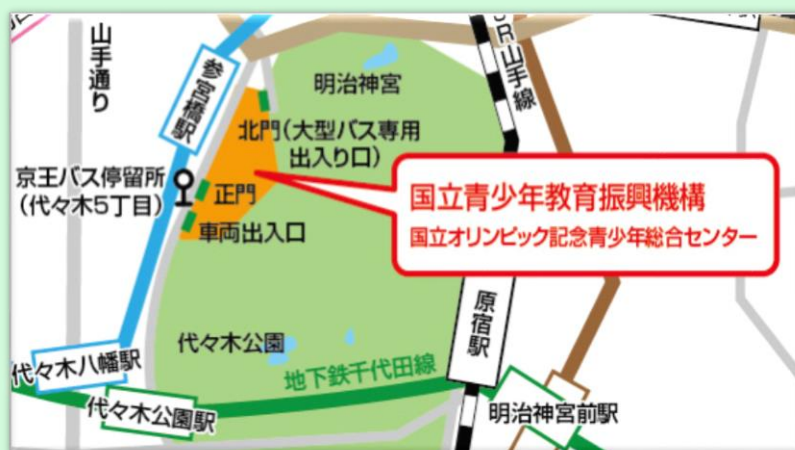 山手通り
参宮橋駅
明治神宮
JR山手線
北門(大型バス専用
出入り口)
京王バス停留所
(代々木5丁目)
正門
車両出入口
国立青少年教育振興機構
国立オリンピック記念青少年総合センター
原宿駅
代々木公園
代々木八幡駅
地下鉄千代田線
代々木公園駅
明治神宮前駅